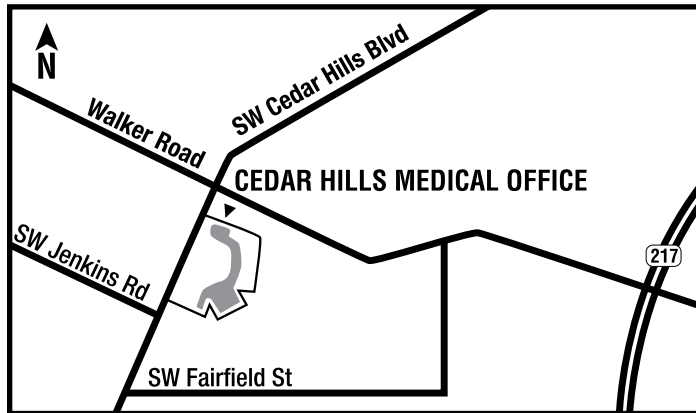 N
SW Cedar Hills Blvd
Walker Road
CEDAR HILLS MEDICAL OFFICE
SW Jenkins Rd
217
SW Fairfield St